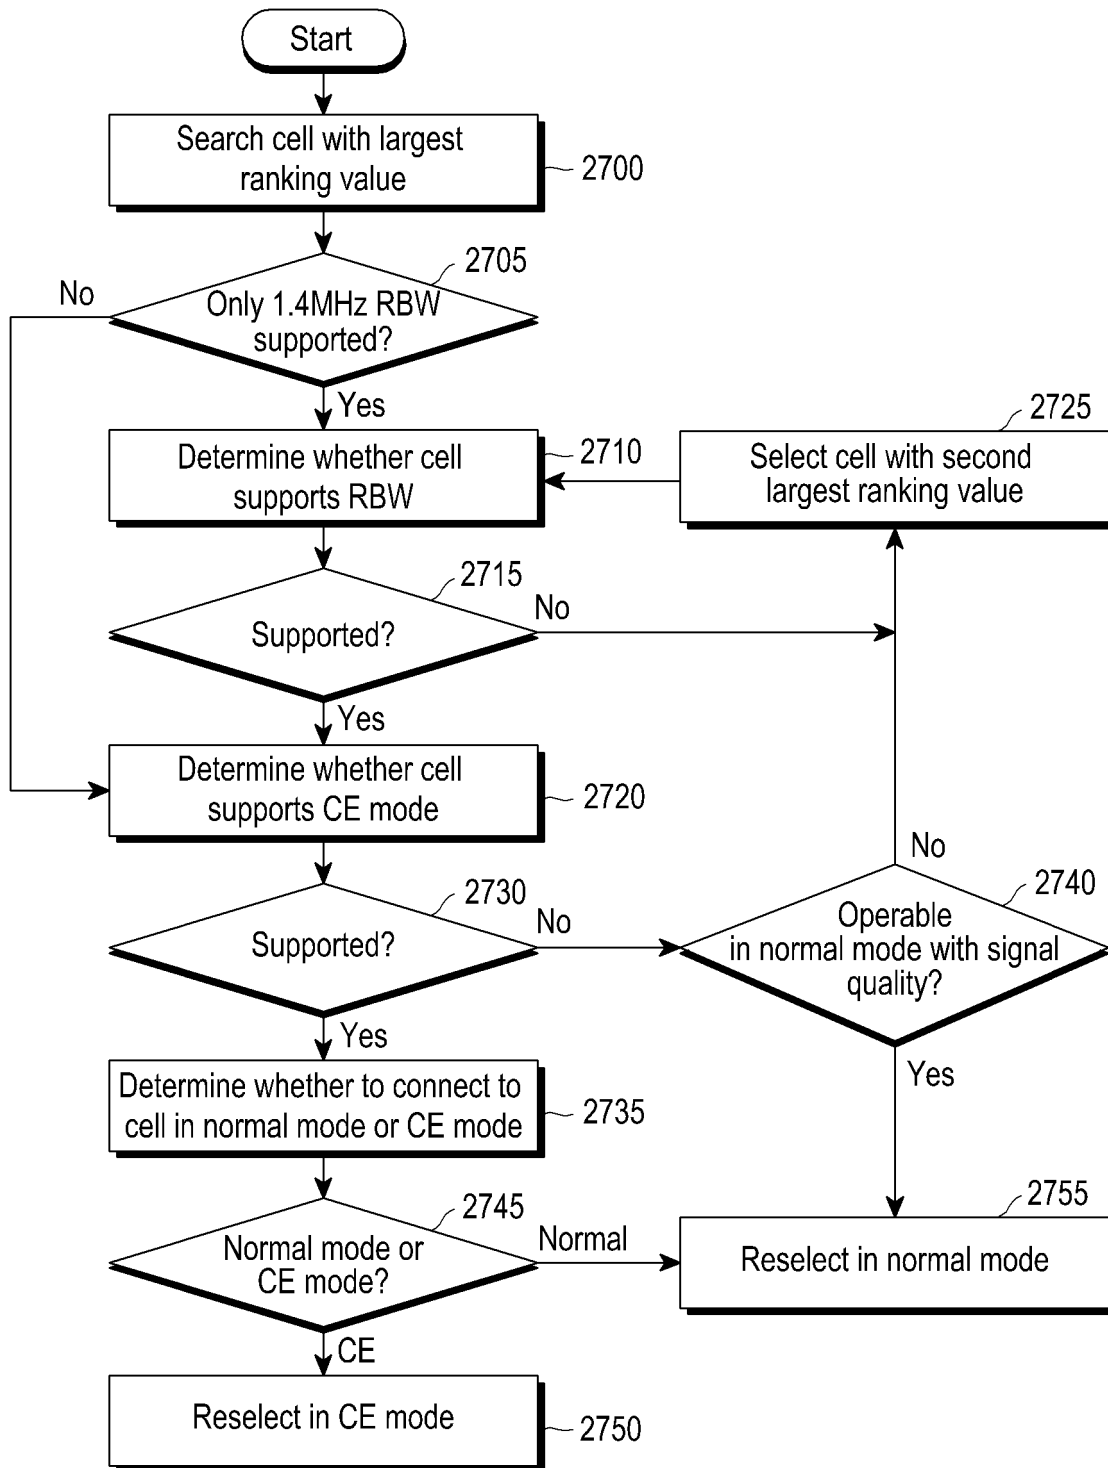 Start
Search cell with largest
ranking value
2700
2705
No
Only 1.4MHz RBW
supported?
Yes
2725
Determine whether cell
supports RBW
2710
Select cell with second
largest ranking value
2715
No
Supported?
Yes
Determine whether cell
supports CE mode
2720
No
2730
No
2740
Supported?
Operable
in normal mode with signal
quality?
Yes
Yes
Determine whether to connect to
cell in normal mode or CE mode
2735
2745
2755
Normal mode or
CE mode?
Normal
Reselect in normal mode
CE
Reselect in CE mode
2750